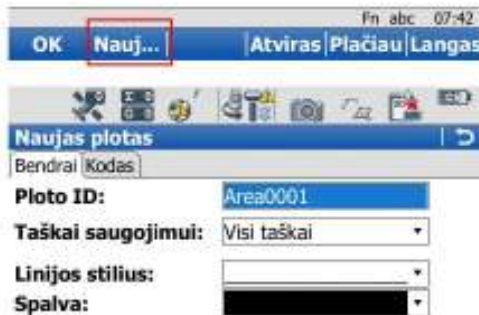 Fn abc 07:42
OK Nauj... Atviras Plačiau Langas
Naujas plotas
Bendrai Kodas
Ploto ID: Area0001
Taškai saugojimui: Visi taškai
Linijos stilius:
Spalva: